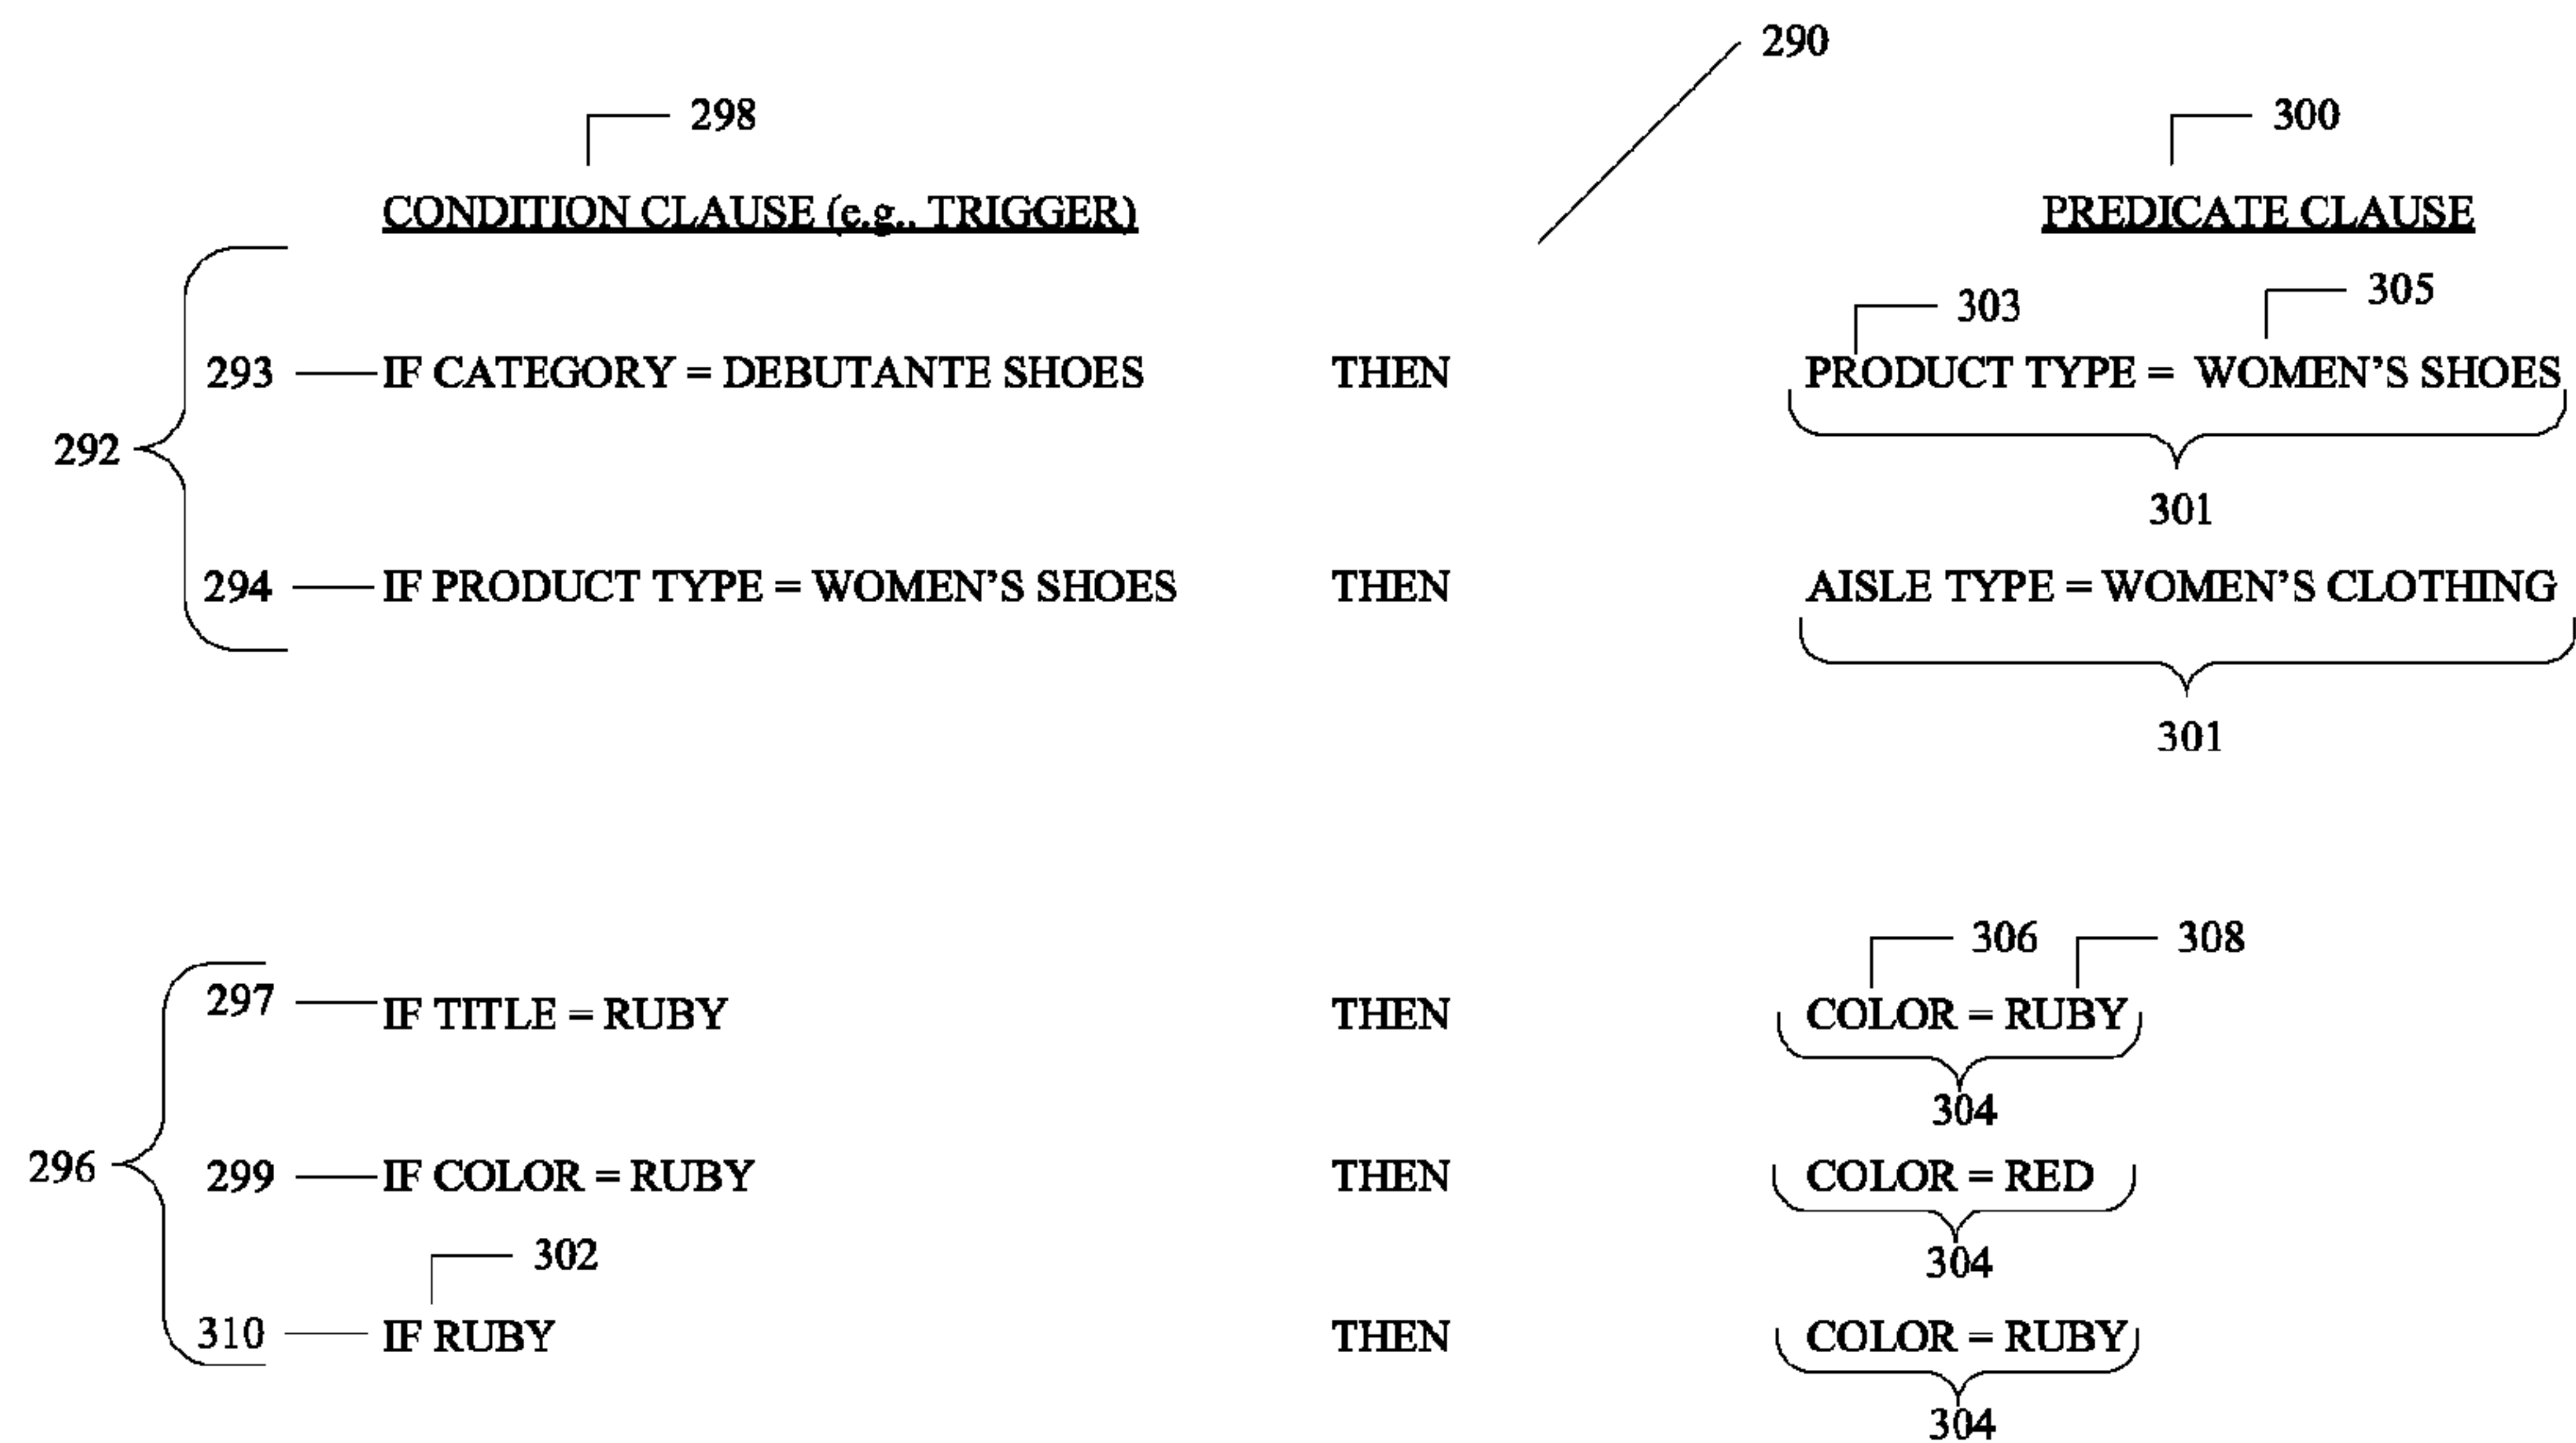 290
298
300
CONDITION CLAUSE (e.g., TRIGGER) PREDICATE CLAUSE
303 305
293 IF CATEGORY = DEBUTANTE SHOES THEN PRODUCT TYPE = WOMEN'S SHOES
292
301
294 IF PRODUCT TYPE = WOMEN'S SHOES THEN AISLE TYPE = WOMEN'S CLOTHING
301
306 308
297 IF TITLE = RUBY THEN COLOR = RUBY
304
296
299 IF COLOR = RUBY THEN COLOR = RED
302
304
310 IF RUBY THEN COLOR = RUBY
304